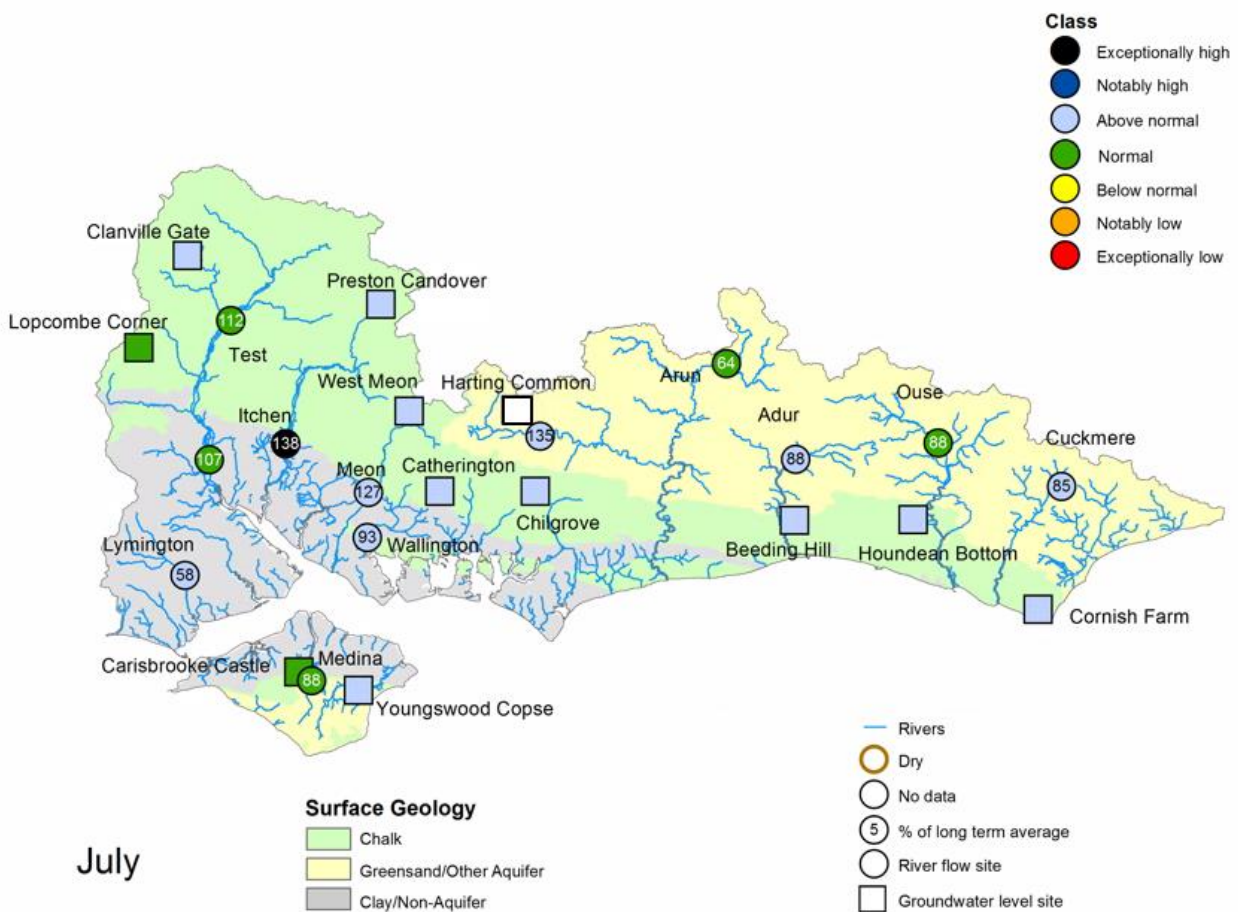 Class
Exceptionally high
Notably high
Above normal
Normal
Below normal
Notably low
Exceptionally low
Clanville Gate
Preston Candover
Lopcombe Corner
112
Test
West Meon
Harting Common
Arun
64
Ouse
Itchen
138
135
Adur
88
Cuckmere
107
Meon
127
Catherington
88
85
Chilgrove
93
Wallington
Beeding Hill
Houndean Bottom
Lymington
58
Cornish Farm
Carisbrooke Castle
Medina
88
Youngswood Copse
Rivers
Dry
No data
5
% of long term average
River flow site
Groundwater level site
Surface Geology
Chalk
Greensand/Other Aquifer
Clay/Non-Aquifer
July